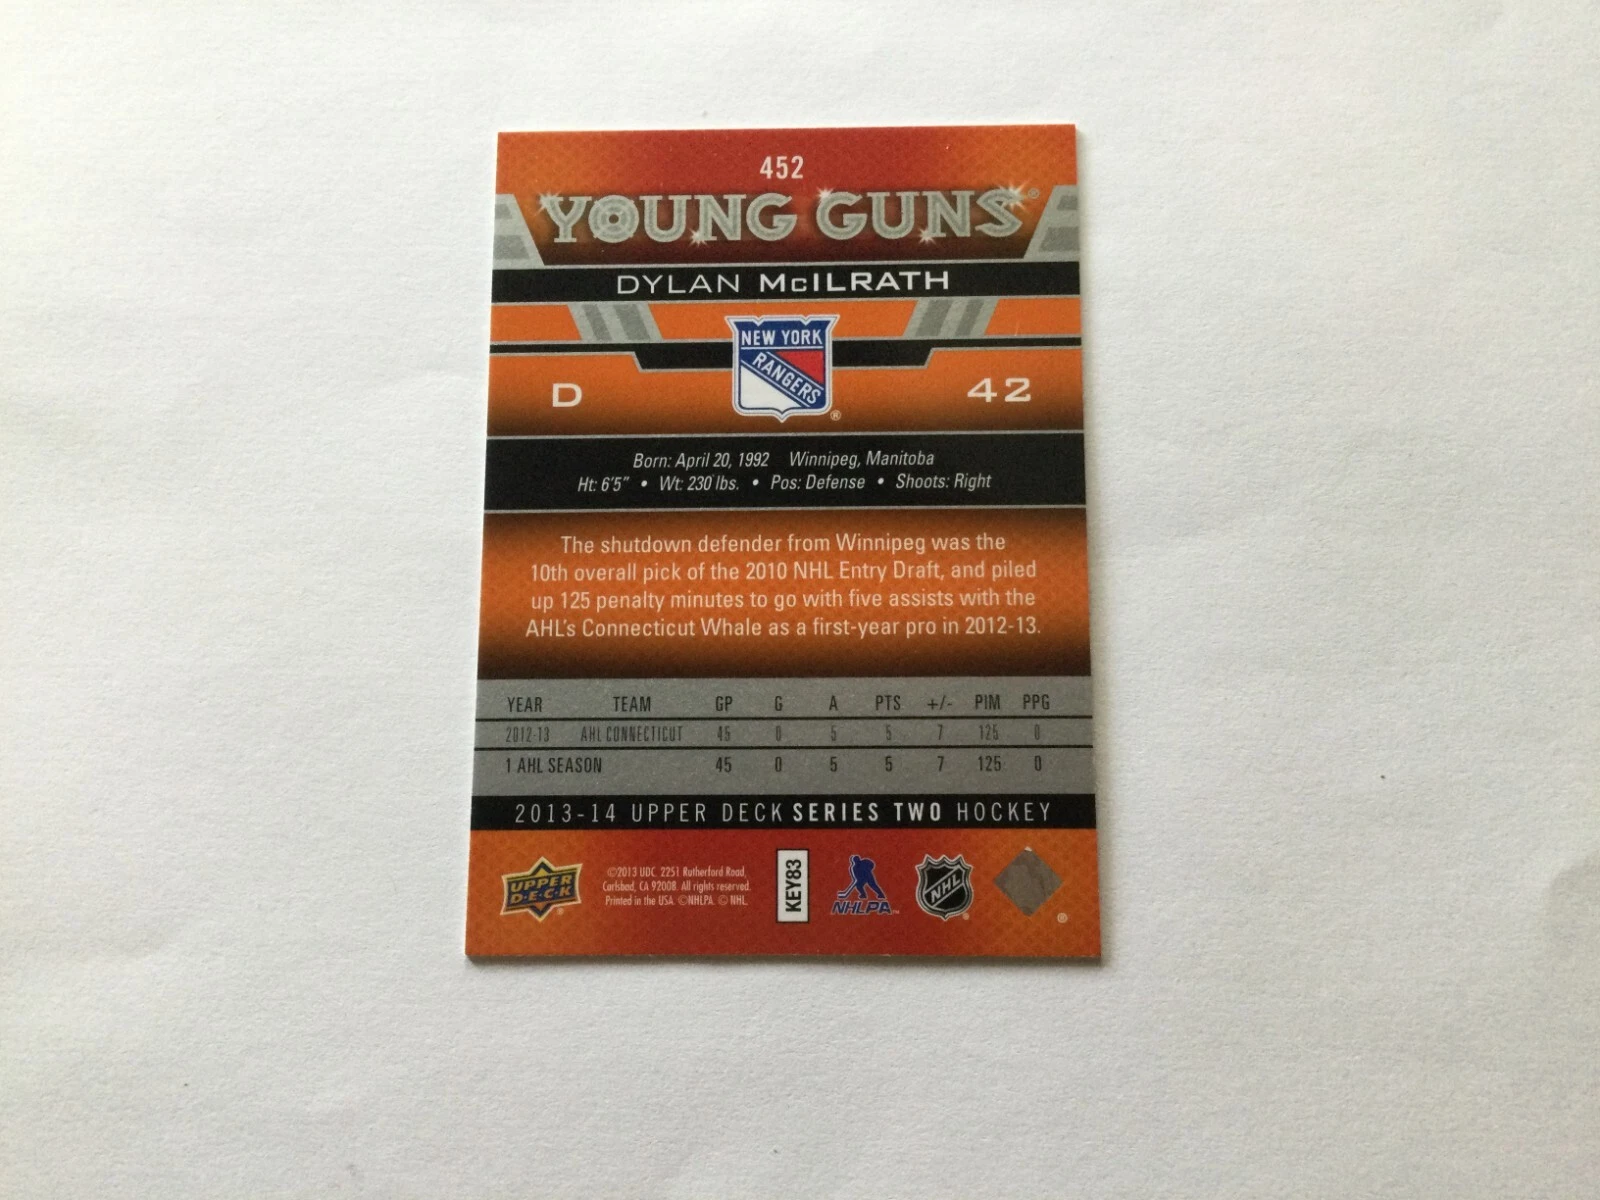 452
YOUNG GUNS®
DYLAN McILRATH
NEW YORK
RANGERS
®
D
42
Born: April 20, 1992 Winnipeg, Manitoba
Ht: 6'5" • Wt: 230 lbs. • Pos: Defense • Shoots: Right
The shutdown defender from Winnipeg was the
10th overall pick of the 2010 NHL Entry Draft, and piled
up 125 penalty minutes to go with five assists with the
AHL's Connecticut Whale as a first-year pro in 2012-13.
YEAR TEAM GP G A PTS +/- PIM PPG
2012-13 AHL CONNECTICUT 45 0 5 5 7 125 0
1 AHL SEASON 45 0 5 5 7 125 0
2013-14 UPPER DECK SERIES TWO HOCKEY
UPPER
D·E·C·K
®
©2013 UDC. 2251 Rutherford Road,
Carlsbad, CA 92008. All rights reserved.
Printed in the USA. ©NHLPA. © NHL.
KEY83
NHLPA™
NHL
®
®